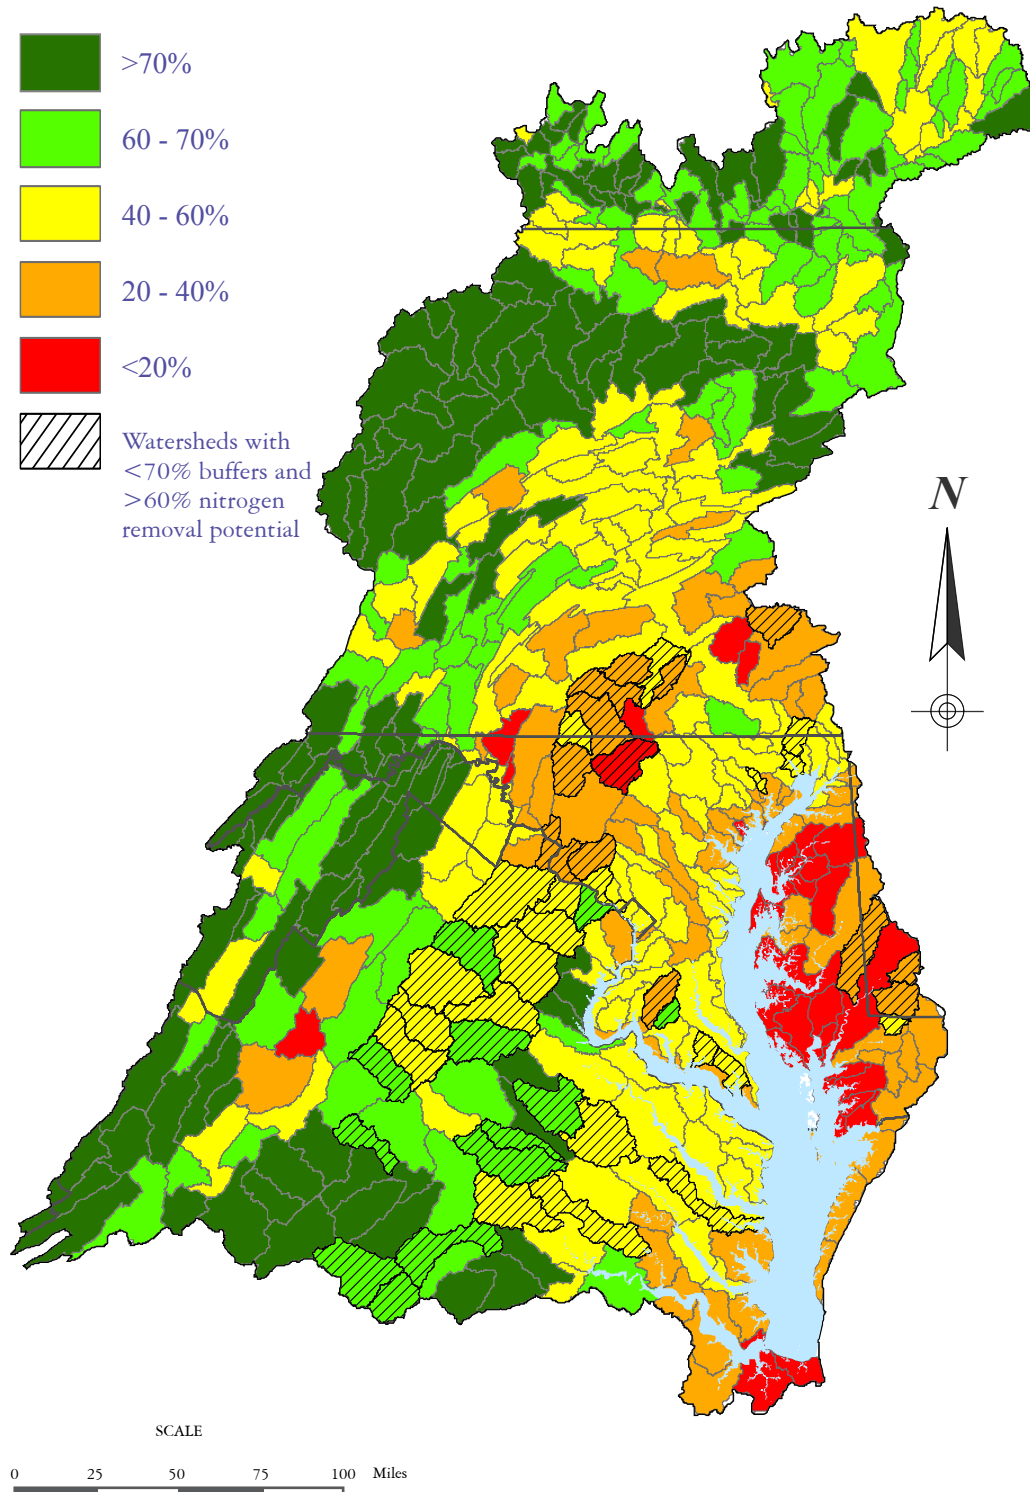 >70%
60 - 70%
40 - 60%
20 - 40%
<20%
Watersheds with
<70% buffers and
>60% nitrogen
removal potential
N
SCALE
0 25 50 75 100 Miles